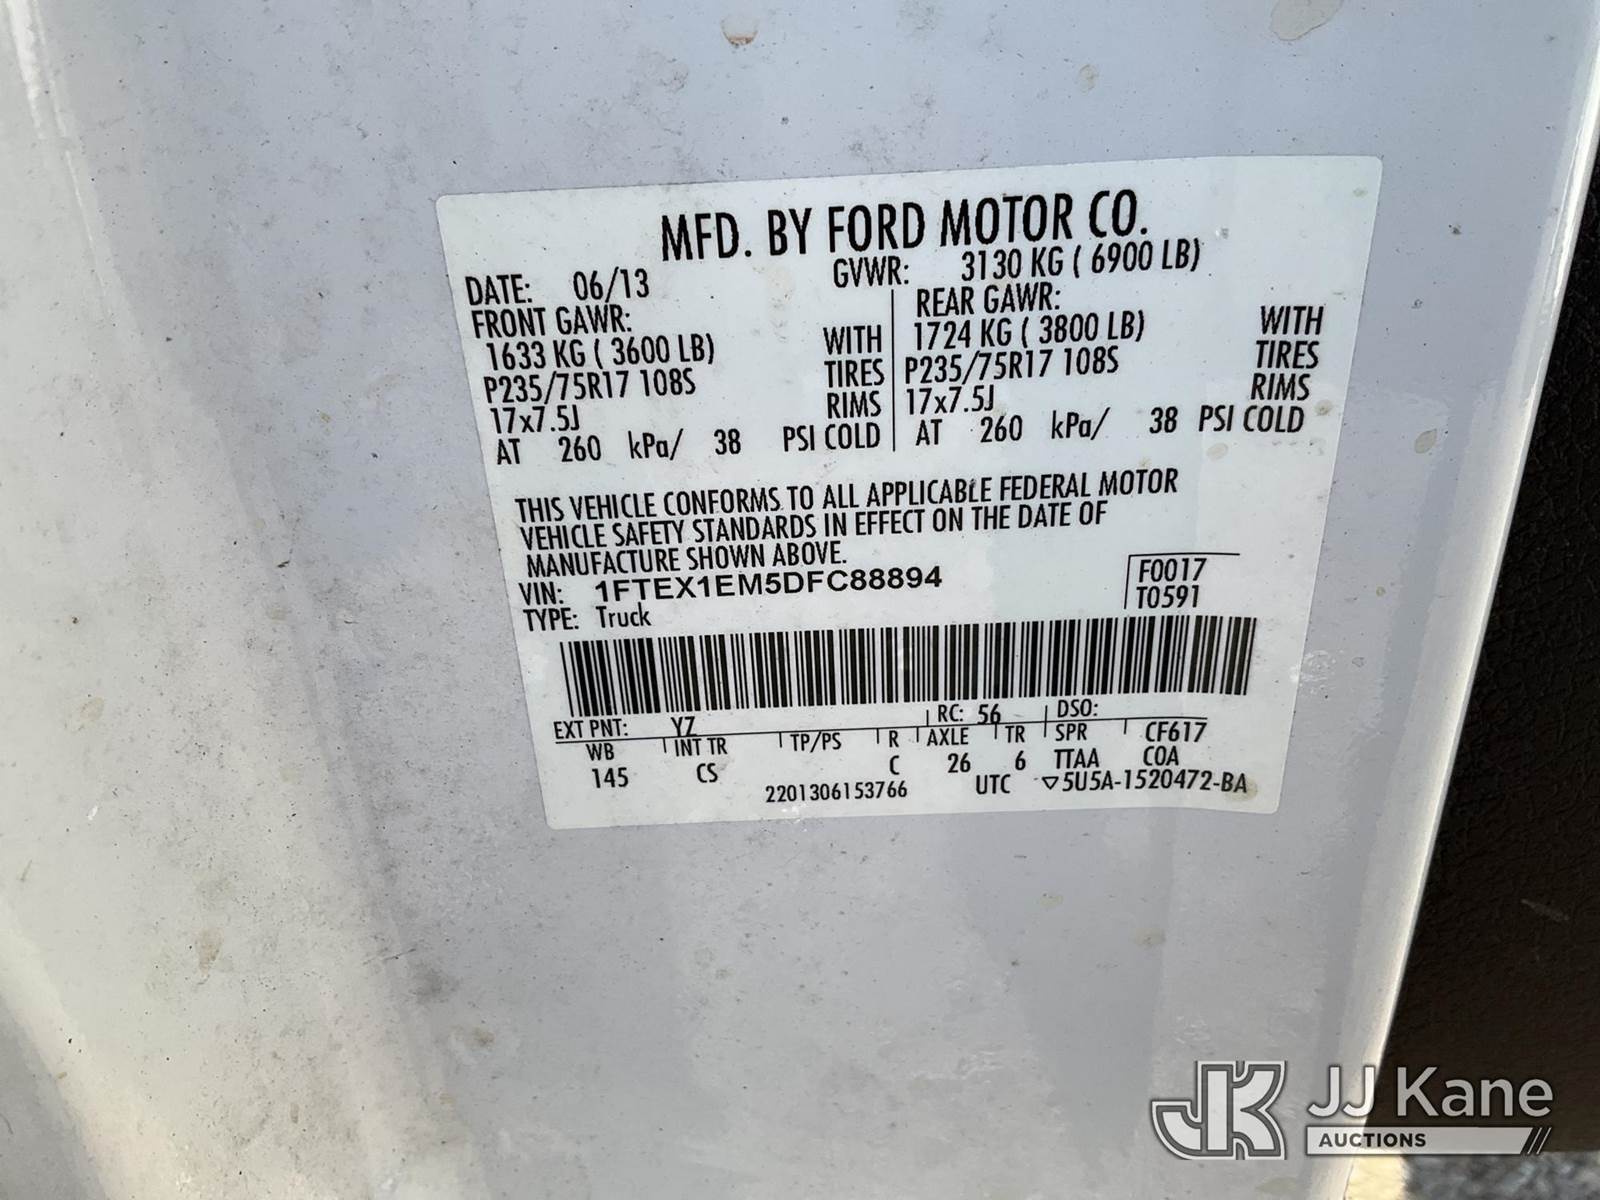 MFD. BY FORD MOTOR CO.
DATE: 06/13 GVWR: 3130 KG ( 6900 LB)
FRONT GAWR: REAR GAWR:
1633 KG ( 3600 LB) WITH 1724 KG ( 3800 LB) WITH
P235/75R17 108S TIRES P235/75R17 108S TIRES
17x7.5J RIMS 17x7.5J RIMS
AT 260 kPa/ 38 PSI COLD AT 260 kPa/ 38 PSI COLD
THIS VEHICLE CONFORMS TO ALL APPLICABLE FEDERAL MOTOR
VEHICLE SAFETY STANDARDS IN EFFECT ON THE DATE OF
MANUFACTURE SHOWN ABOVE.
VIN: 1FTEX1EM5DFC88894 F0017
TYPE: Truck T0591
EXT PNT: YZ RC: 56 DSO:
WB INT TR TP/PS R AXLE TR SPR CF617
145 CS C 26 6 TTAA COA
2201306153766 UTC ▽5U5A-1520472-BA
JK JJ Kane
AUCTIONS